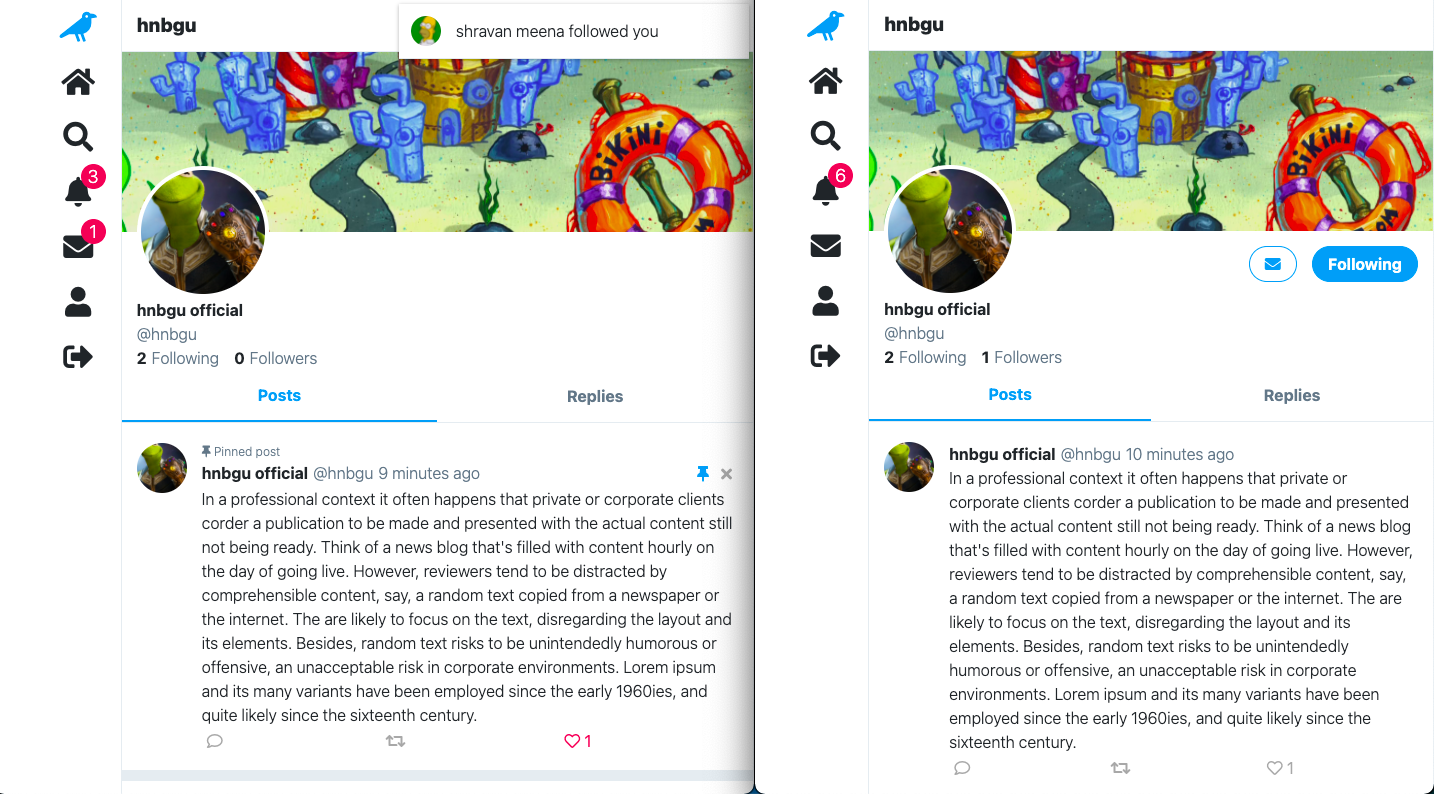 hnbgu
shravan meena followed you
BIKINI
3
1
hnbgu official
@hnbgu
2 Following 0 Followers
Posts Replies
Pinned post
hnbgu official @hnbgu 9 minutes ago
In a professional context it often happens that private or corporate clients
corder a publication to be made and presented with the actual content still
not being ready. Think of a news blog that's filled with content hourly on
the day of going live. However, reviewers tend to be distracted by
comprehensible content, say, a random text copied from a newspaper or
the internet. The are likely to focus on the text, disregarding the layout and
its elements. Besides, random text risks to be unintendedly humorous or
offensive, an unacceptable risk in corporate environments. Lorem ipsum
and its many variants have been employed since the early 1960ies, and
quite likely since the sixteenth century.
1
hnbgu
BIKINI
6
Following
hnbgu official
@hnbgu
2 Following 1 Followers
Posts Replies
hnbgu official @hnbgu 10 minutes ago
In a professional context it often happens that private or
corporate clients corder a publication to be made and presented
with the actual content still not being ready. Think of a news blog
that's filled with content hourly on the day of going live. However,
reviewers tend to be distracted by comprehensible content, say,
a random text copied from a newspaper or the internet. The are
likely to focus on the text, disregarding the layout and its
elements. Besides, random text risks to be unintendedly
humorous or offensive, an unacceptable risk in corporate
environments. Lorem ipsum and its many variants have been
employed since the early 1960ies, and quite likely since the
sixteenth century.
1